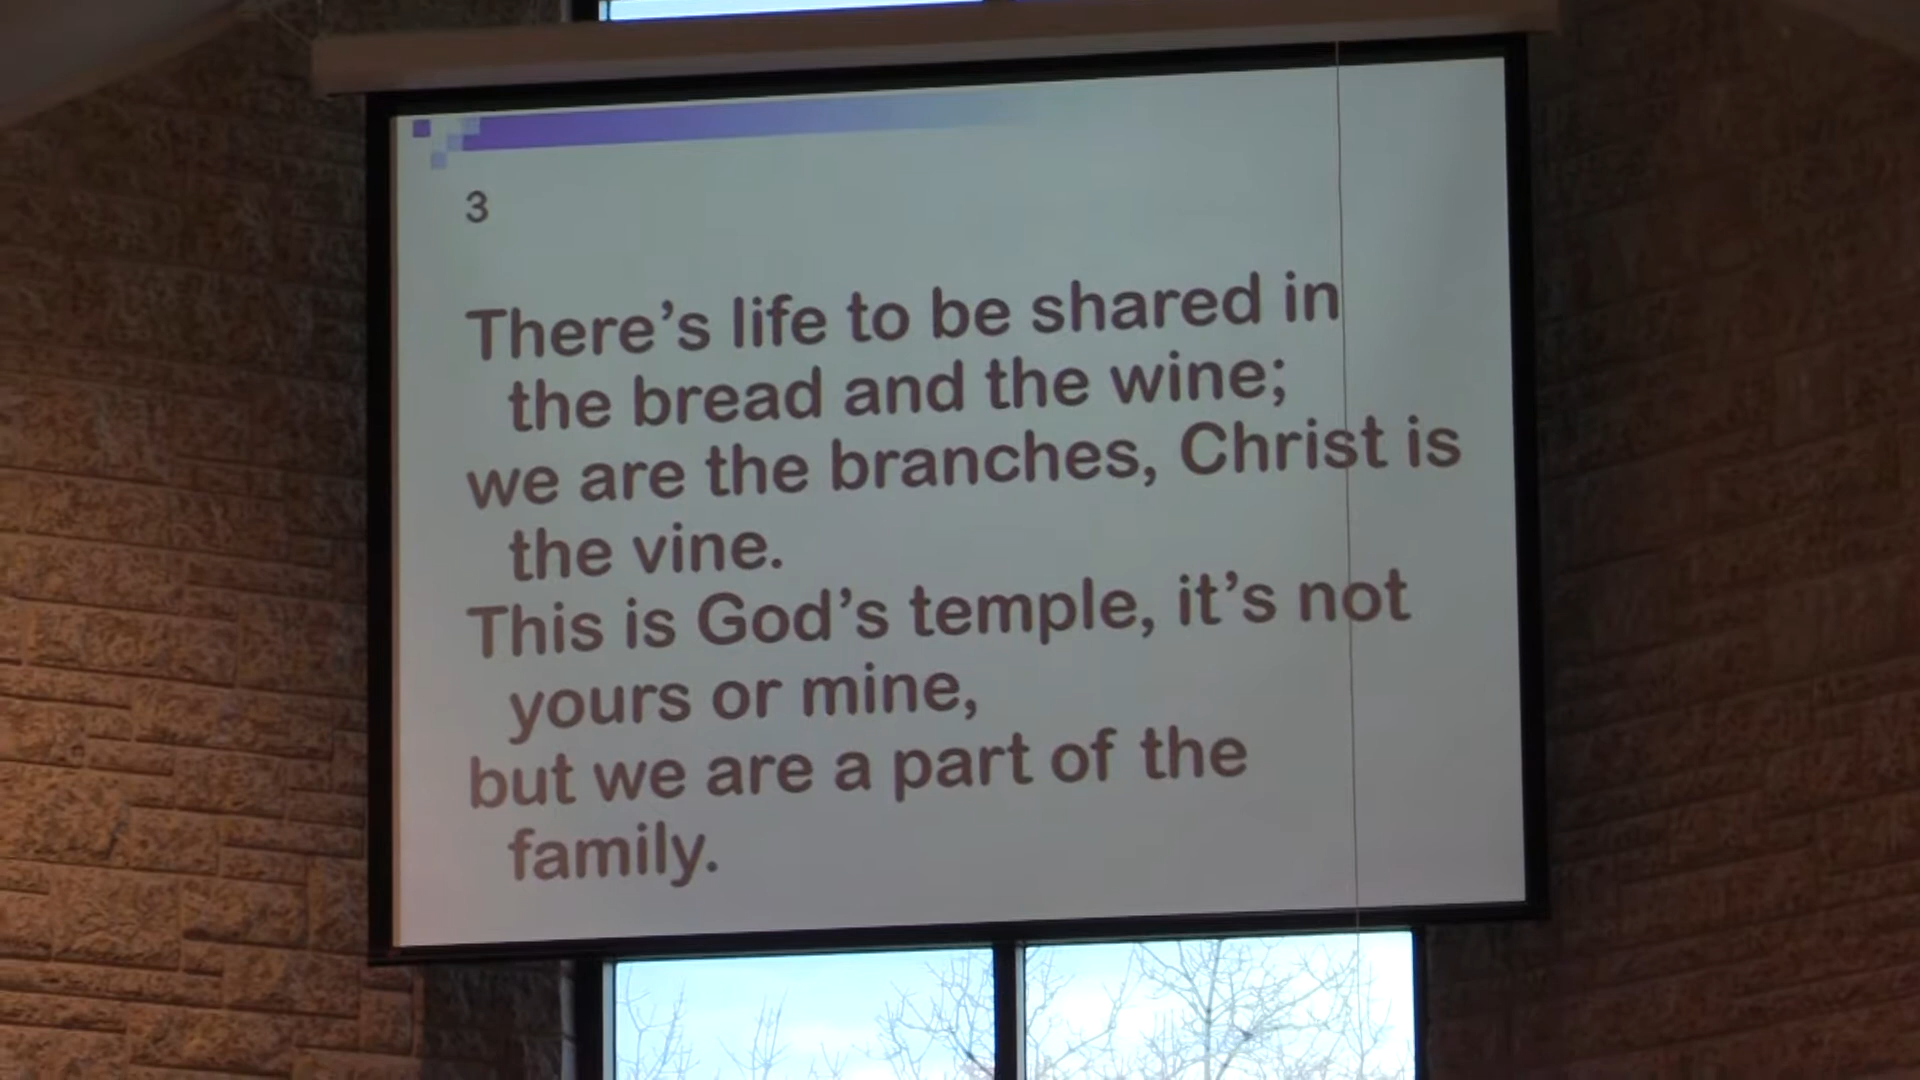 3
There's life to be shared in
the bread and the wine;
we are the branches, Christ is
the vine.
This is God's temple, it's not
yours or mine,
but we are a part of the
family.